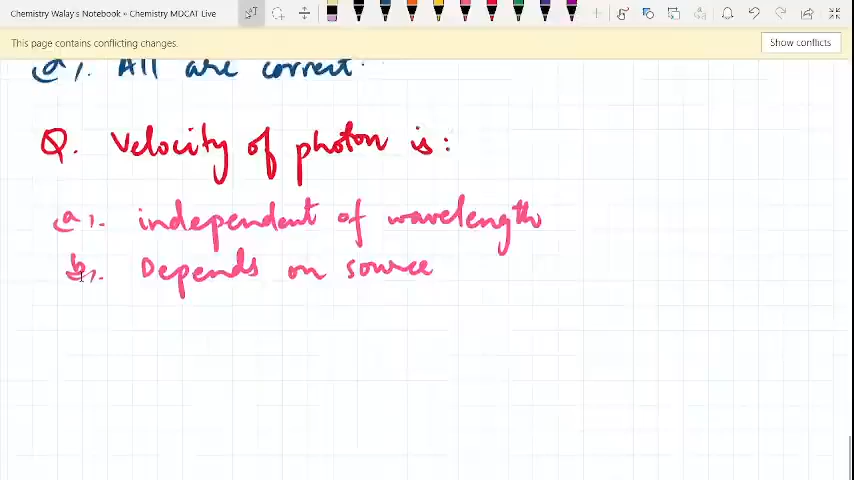 Chemistry Walay's Notebook » Chemistry MDCAT Live
This page contains conflicting changes.
Show conflicts
d). All are correct.
Q. Velocity of photon is:
a). independent of wavelength
b). Depends on source